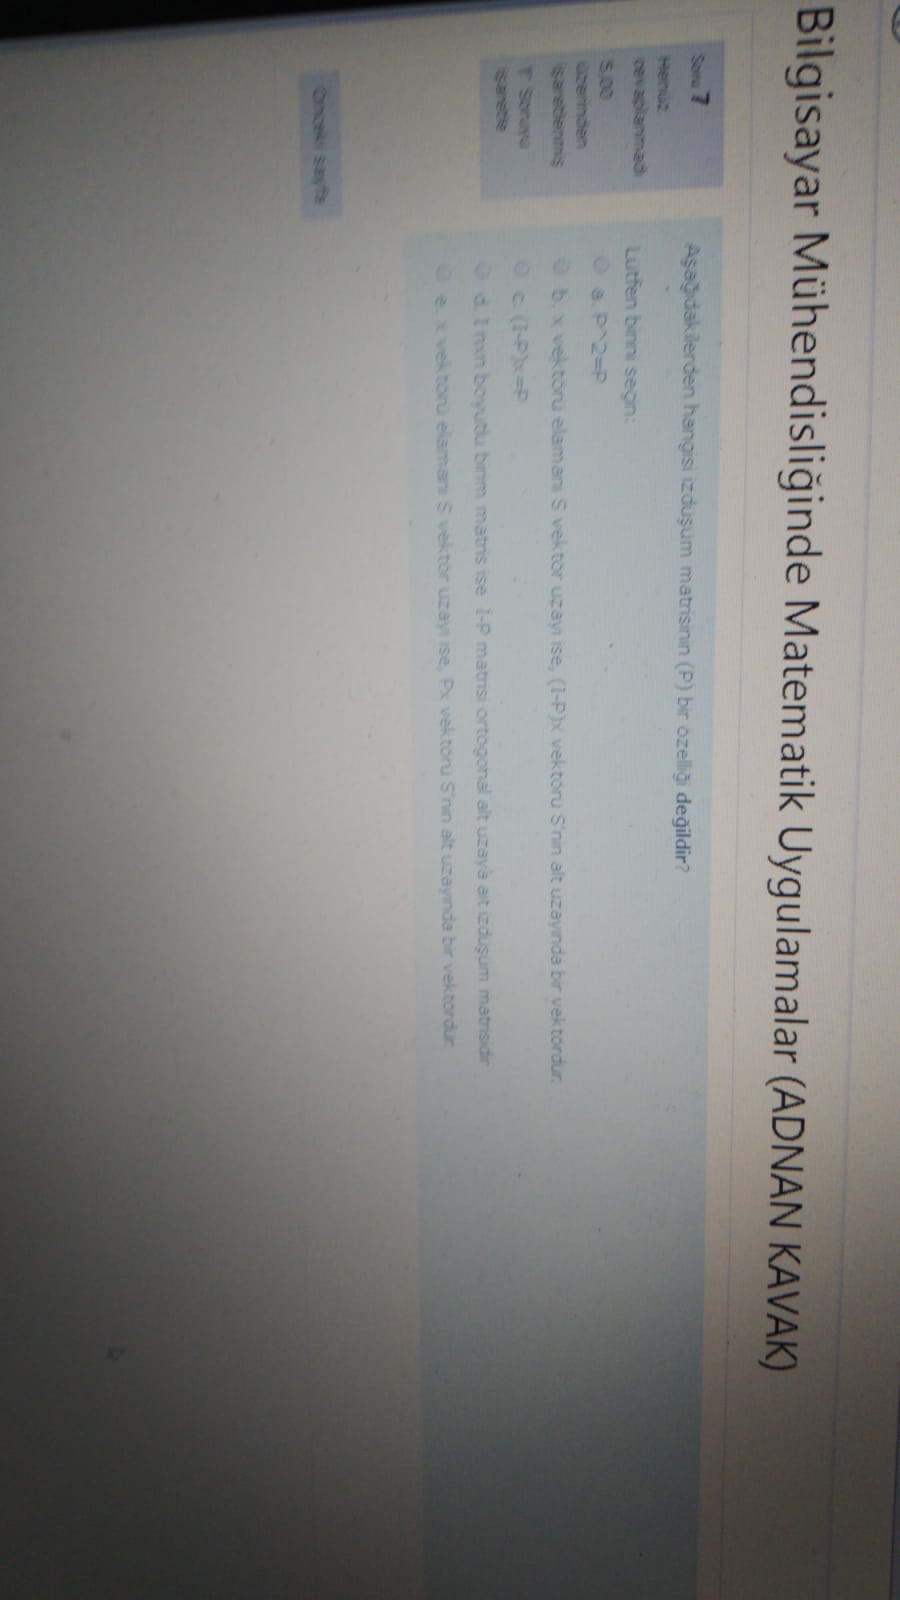 Bilgisayar Mühendisliğinde Matematik Uygulamalar (ADNAN KAVAK)
Soru 7
Henüz
cevaplanmadı
5,00
üzerinden
işaretlenmiş
Soruyu
işaretle
Aşağıdakilerden hangisi izduşüm matrisinin (P) bir özelliği değildir?
Lütfen birini seçin:
a. P^2=P
b. x vektörü elamanı S vektör uzayı ise, (I-P)x vektörü S'nin alt uzayında bir vektördür.
c. (I-P)x=P
d. I nxn boyutlu birim matris ise I-P matrisi ortogonal alt uzaya ait izduşum matrisidir
e. x vektörü elamanı S vektör uzayı ise, Px vektörü S'nin alt uzayında bir vektördür.
Önceki sayfa